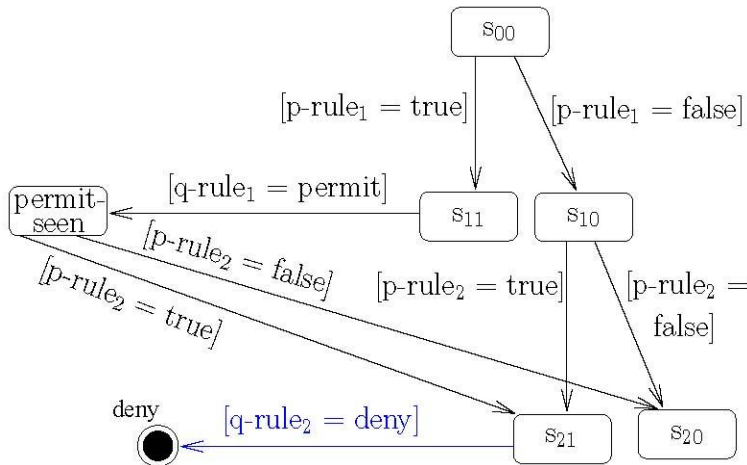 s₀₀
[p-rule₁ = true]
[p-rule₁ = false]
[q-rule₁ = permit]
permit-
seen
s₁₁
s₁₀
[p-rule₂ = false]
[p-rule₂ = true]
[p-rule₂ = true]
[p-rule₂ =
false]
deny
[q-rule₂ = deny]
s₂₁
s₂₀